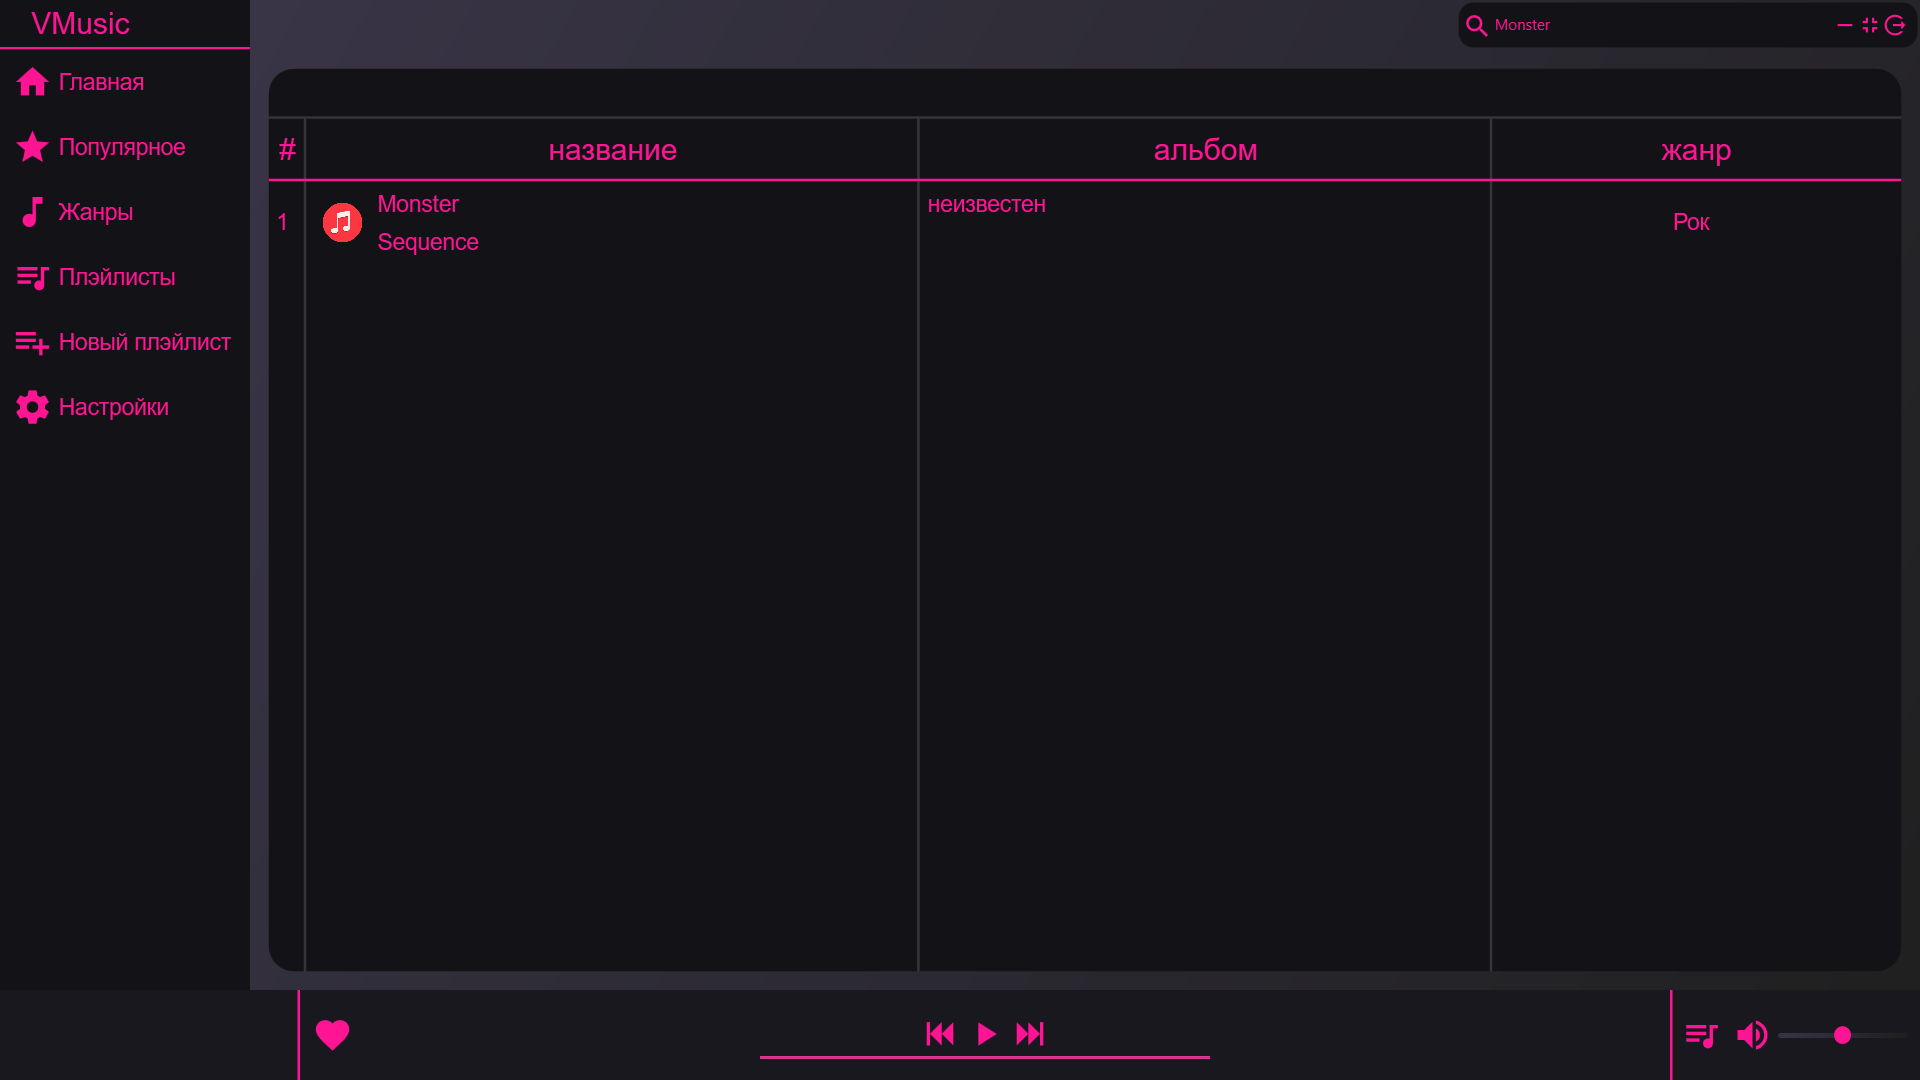 VMusic
Monster
Главная
Популярное
Жанры
Плэйлисты
Новый плэйлист
Настройки
# название альбом жанр
1 Monster неизвестен Рок
Sequence